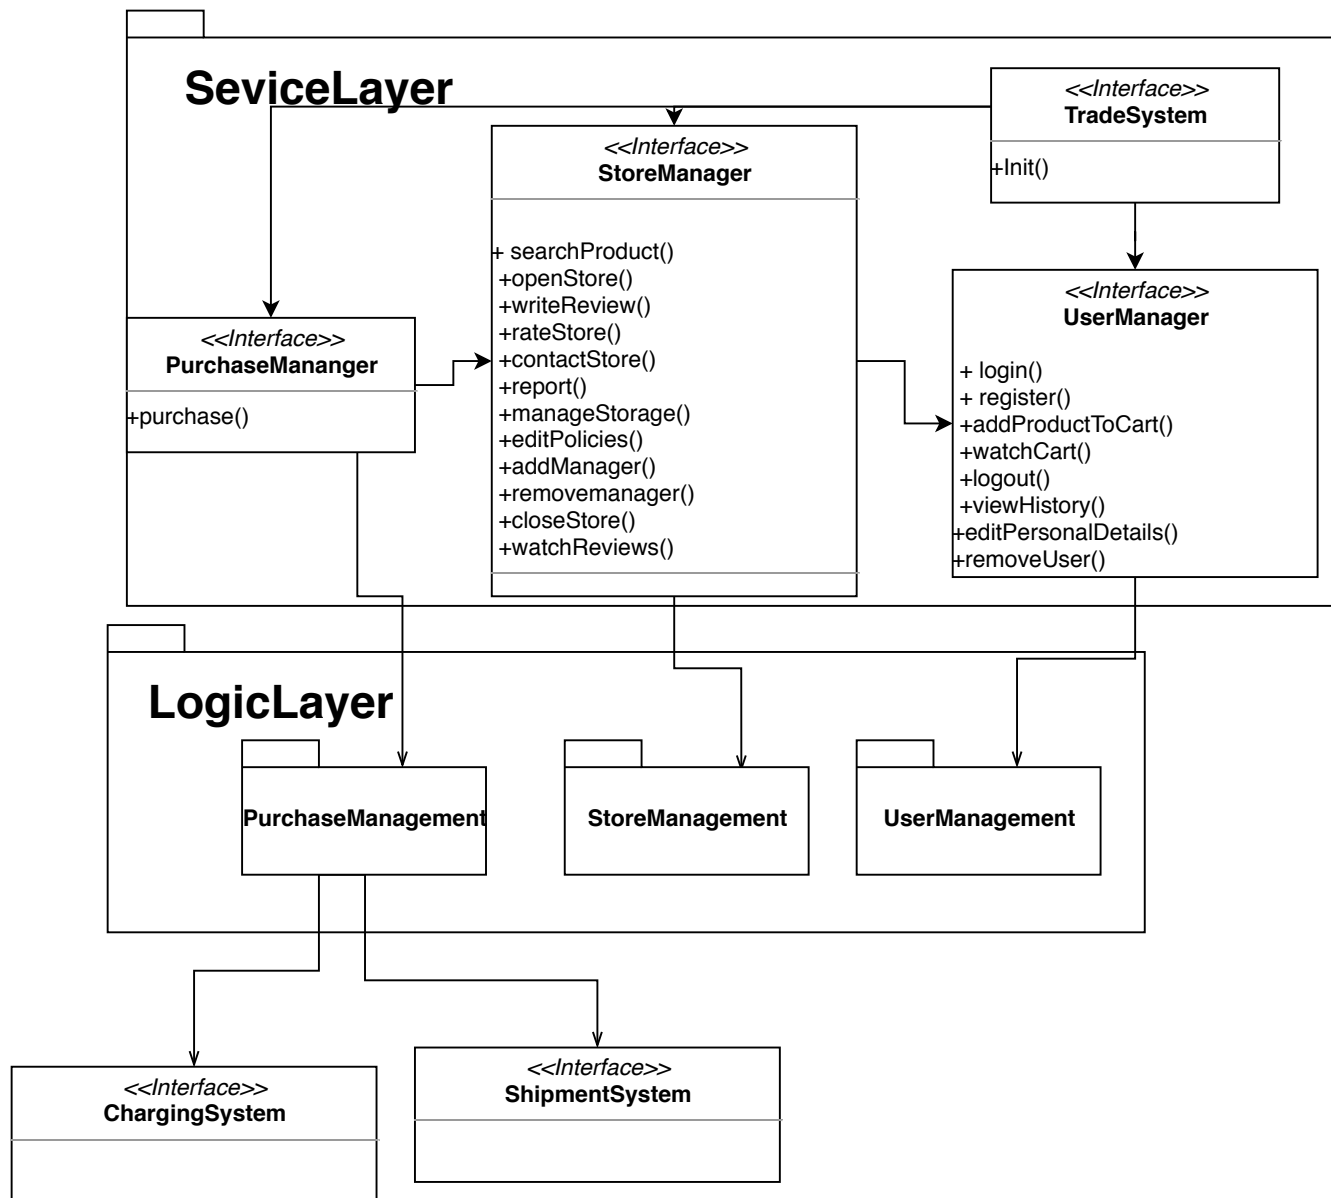 SeviceLayer
<<Interface>>
TradeSystem
+Init()
<<Interface>>
StoreManager
+ searchProduct()
+openStore()
+writeReview()
+rateStore()
+contactStore()
+report()
+manageStorage()
+editPolicies()
+addManager()
+removemanager()
+closeStore()
+watchReviews()
<<Interface>>
UserManager
+ login()
+ register()
+addProductToCart()
+watchCart()
+logout()
+viewHistory()
+editPersonalDetails()
+removeUser()
<<Interface>>
PurchaseMananger
+purchase()
LogicLayer
PurchaseManagement
StoreManagement
UserManagement
<<Interface>>
ChargingSystem
<<Interface>>
ShipmentSystem